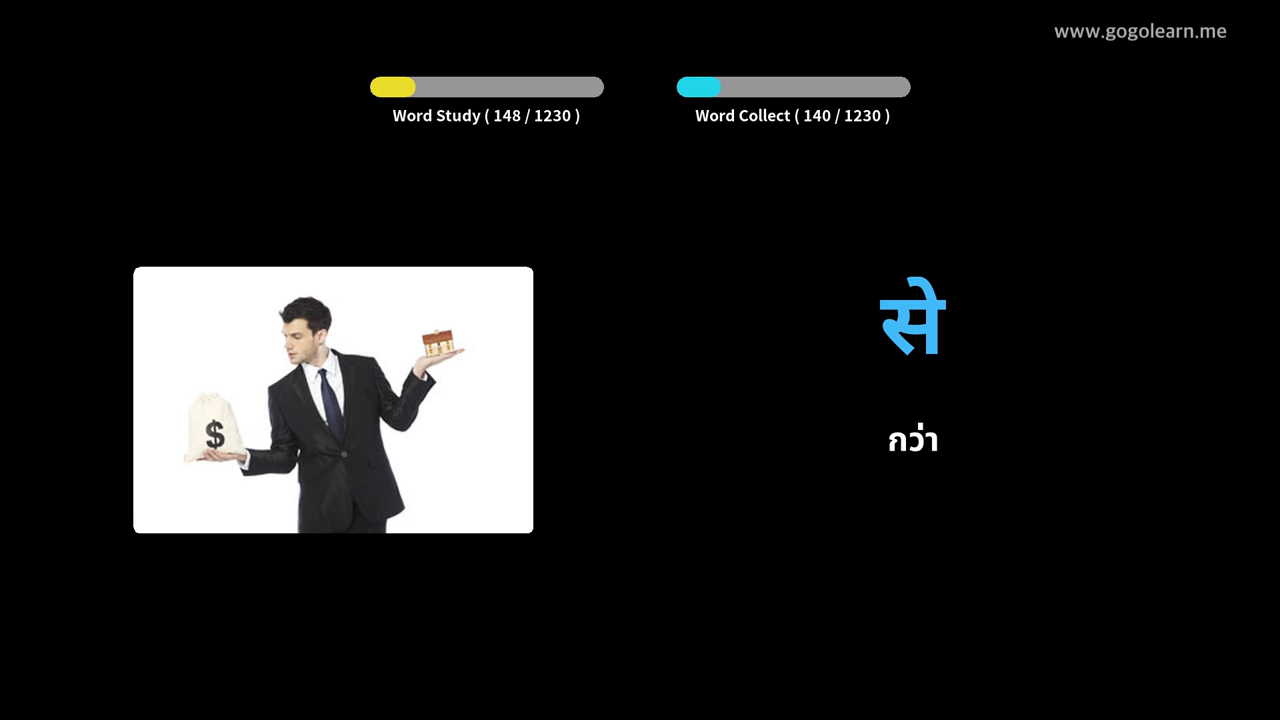 www.gogolearn.me
Word Study ( 148 / 1230 )
Word Collect ( 140 / 1230 )
से
$
กว่า